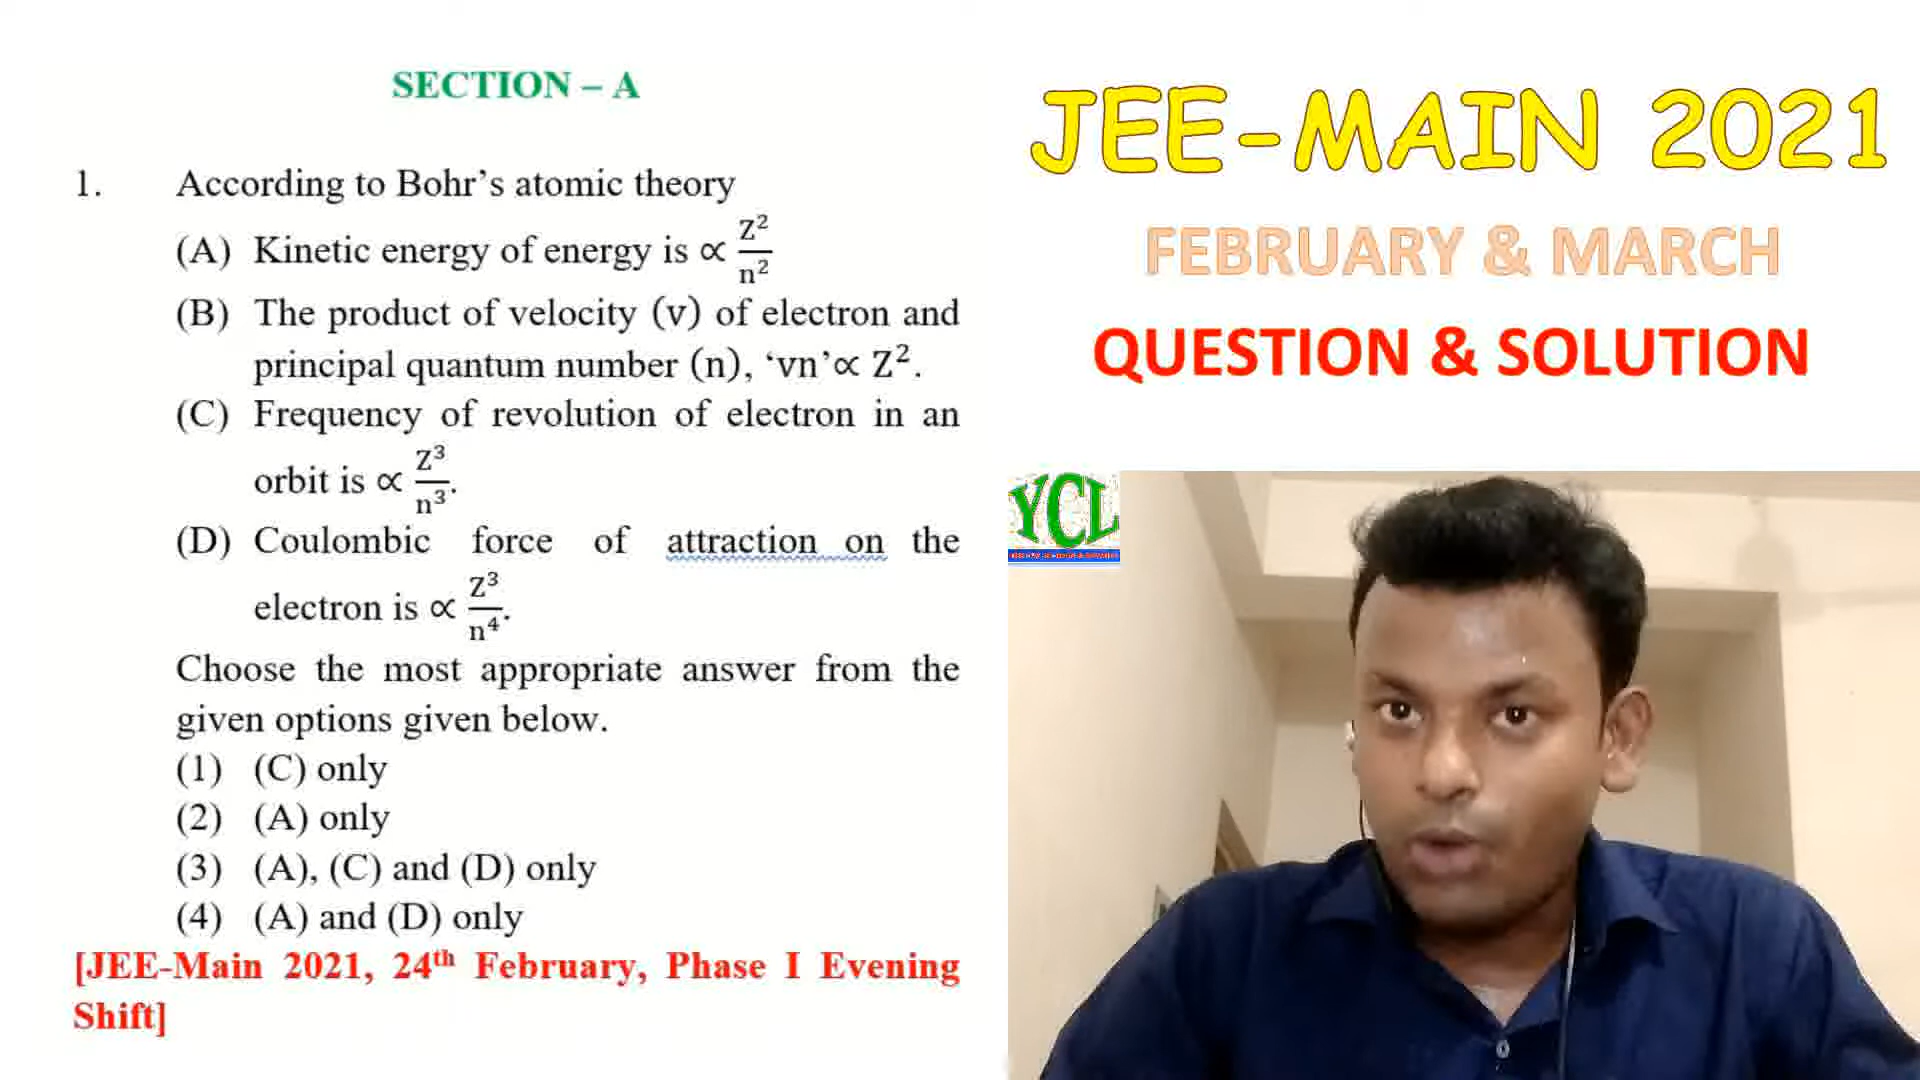 SECTION – A
1. According to Bohr's atomic theory
(A) Kinetic energy of energy is ∝ Z²/n²
(B) The product of velocity (v) of electron and
principal quantum number (n), ‘vn’∝ Z².
(C) Frequency of revolution of electron in an
orbit is ∝ Z³/n³.
(D) Coulombic force of attraction on the
electron is ∝ Z³/n⁴.
Choose the most appropriate answer from the
given options given below.
(1) (C) only
(2) (A) only
(3) (A), (C) and (D) only
(4) (A) and (D) only
[JEE-Main 2021, 24th February, Phase I Evening
Shift]
JEE-MAIN 2021
FEBRUARY & MARCH
QUESTION & SOLUTION
YCL